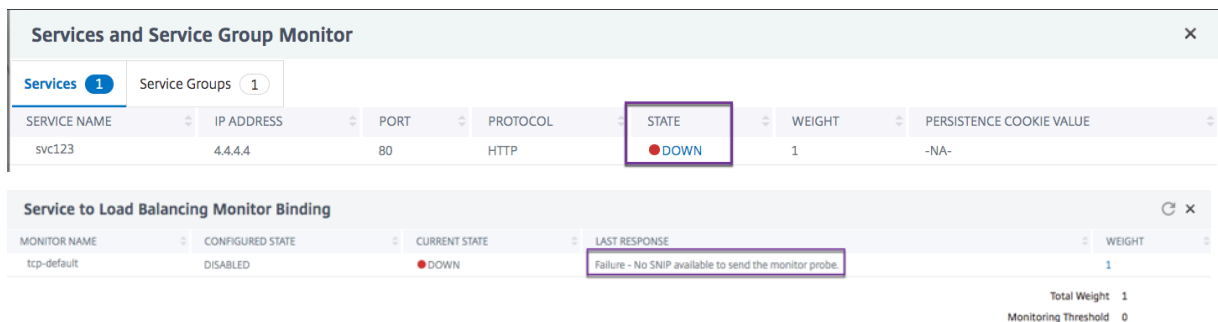 Services and Service Group Monitor ×
Services 1 Service Groups 1
SERVICE NAME IP ADDRESS PORT PROTOCOL STATE WEIGHT PERSISTENCE COOKIE VALUE
svc123 4.4.4.4 80 HTTP DOWN 1 -NA-
Service to Load Balancing Monitor Binding ×
MONITOR NAME CONFIGURED STATE CURRENT STATE LAST RESPONSE WEIGHT
tcp-default DISABLED DOWN Failure - No SNIP available to send the monitor probe. 1
Total Weight 1
Monitoring Threshold 0